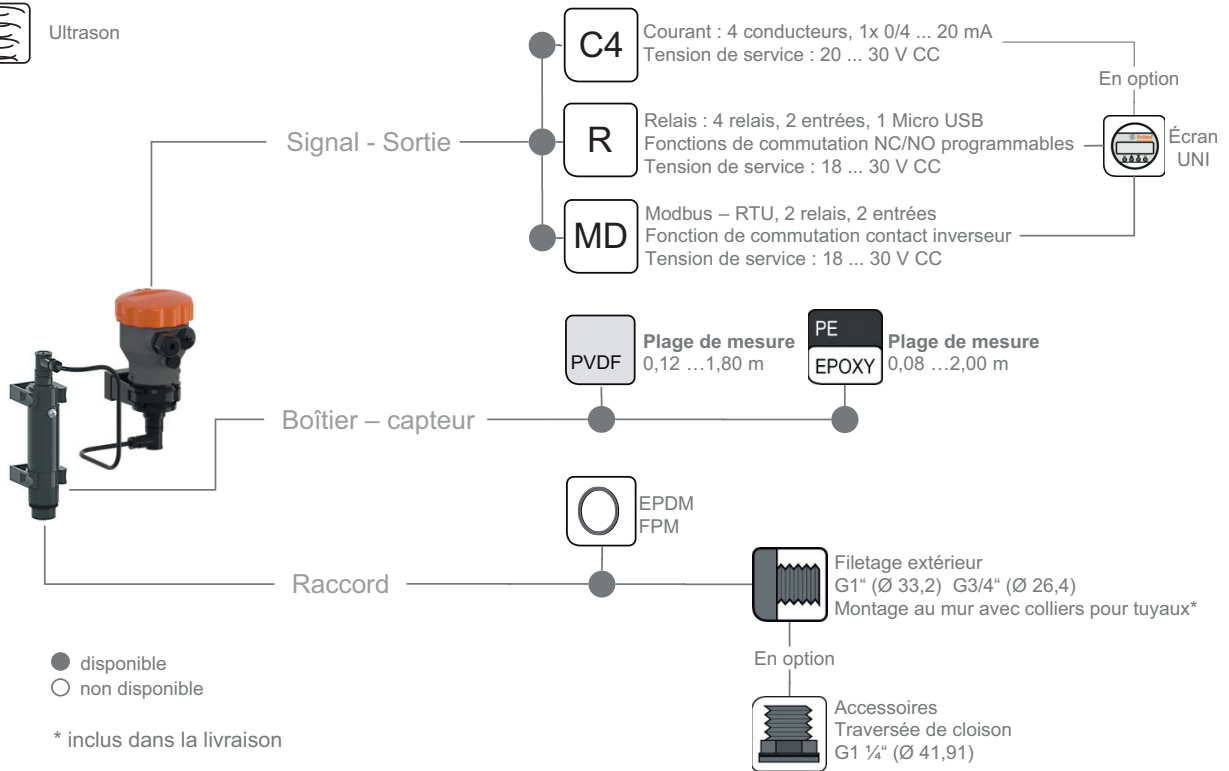 Ultrason
C4
Courant : 4 conducteurs, 1x 0/4 ... 20 mA
Tension de service : 20 ... 30 V CC
En option
Signal - Sortie
R
Relais : 4 relais, 2 entrées, 1 Micro USB
Fonctions de commutation NC/NO programmables
Tension de service : 18 ... 30 V CC
Écran
UNI
MD
Modbus – RTU, 2 relais, 2 entrées
Fonction de commutation contact inverseur
Tension de service : 18 ... 30 V CC
PVDF
Plage de mesure
0,12 ...1,80 m
PE
EPOXY
Plage de mesure
0,08 ...2,00 m
Boîtier – capteur
EPDM
FPM
Raccord
Filetage extérieur
G1“ (Ø 33,2) G3/4“ (Ø 26,4)
Montage au mur avec colliers pour tuyaux*
En option
disponible
non disponible
* inclus dans la livraison
Accessoires
Traversée de cloison
G1 ¼“ (Ø 41,91)